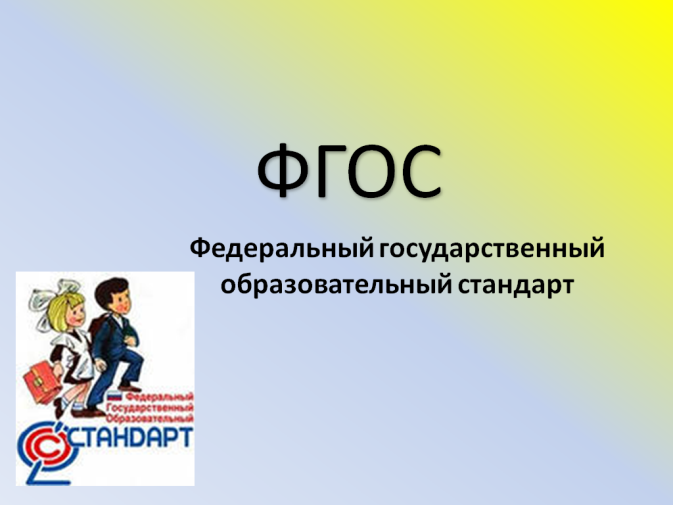 ФГОС
Федеральный государственный
образовательный стандарт
Федеральный
Государственный
Образовательный
СТАНДАРТ